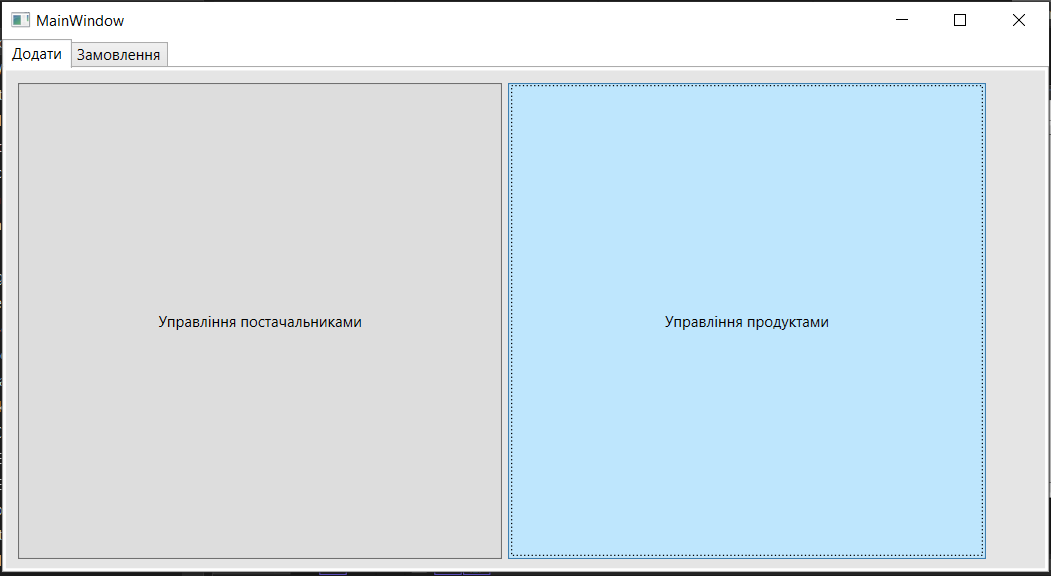 MainWindow
Додати
Замовлення
Управління постачальниками
Управління продуктами